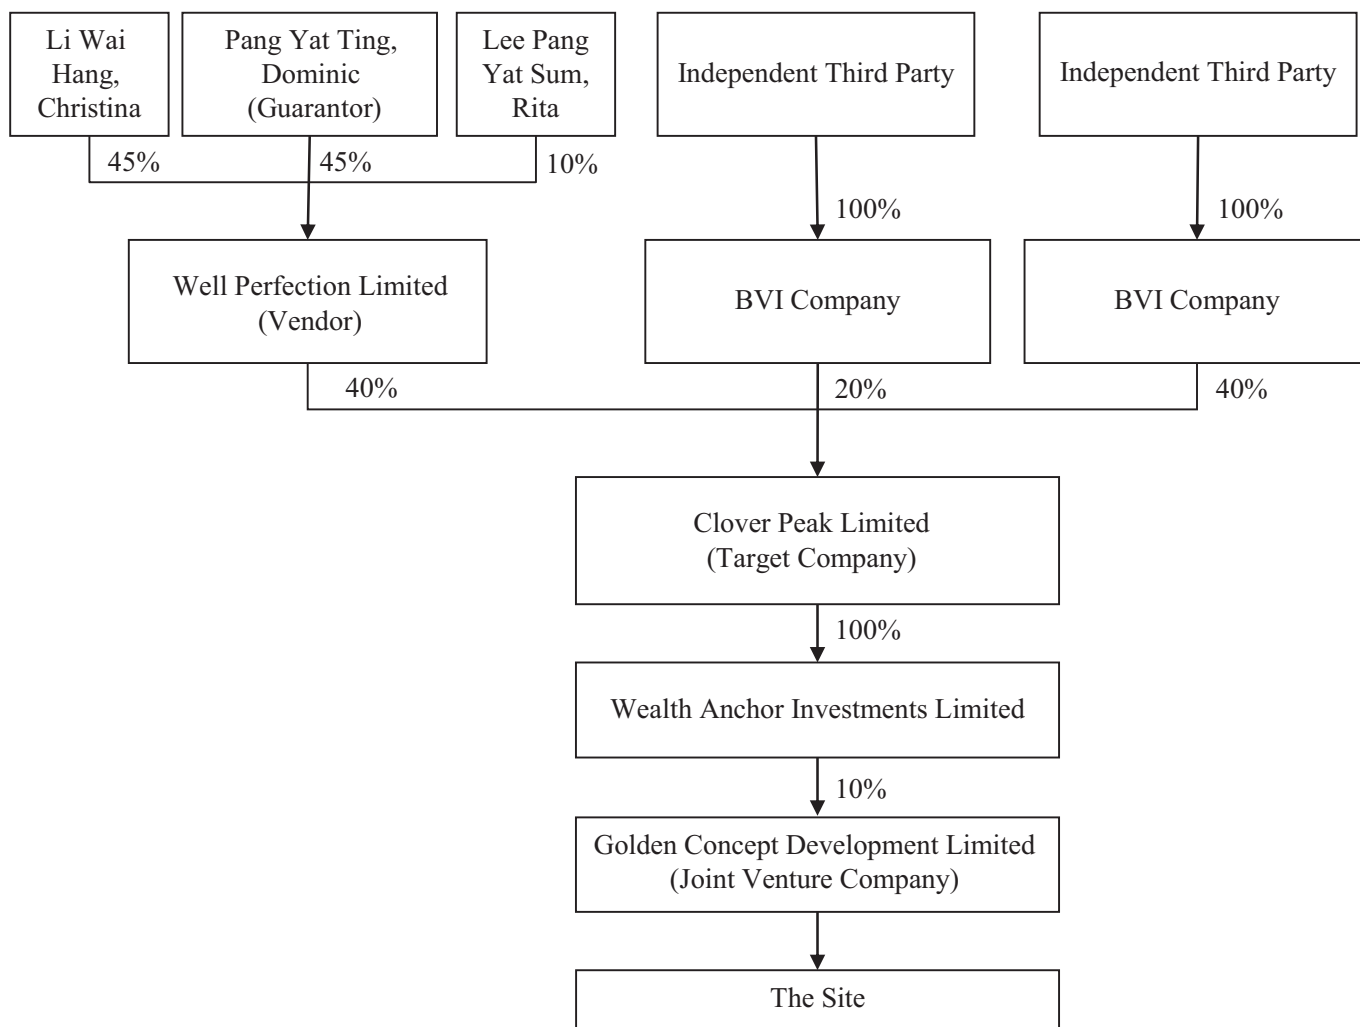 Li Wai
Hang,
Christina
Pang Yat Ting,
Dominic
(Guarantor)
Lee Pang
Yat Sum,
Rita
Independent Third Party
Independent Third Party
45%
45%
10%
100%
100%
Well Perfection Limited
(Vendor)
BVI Company
BVI Company
40%
20%
40%
Clover Peak Limited
(Target Company)
100%
Wealth Anchor Investments Limited
10%
Golden Concept Development Limited
(Joint Venture Company)
The Site